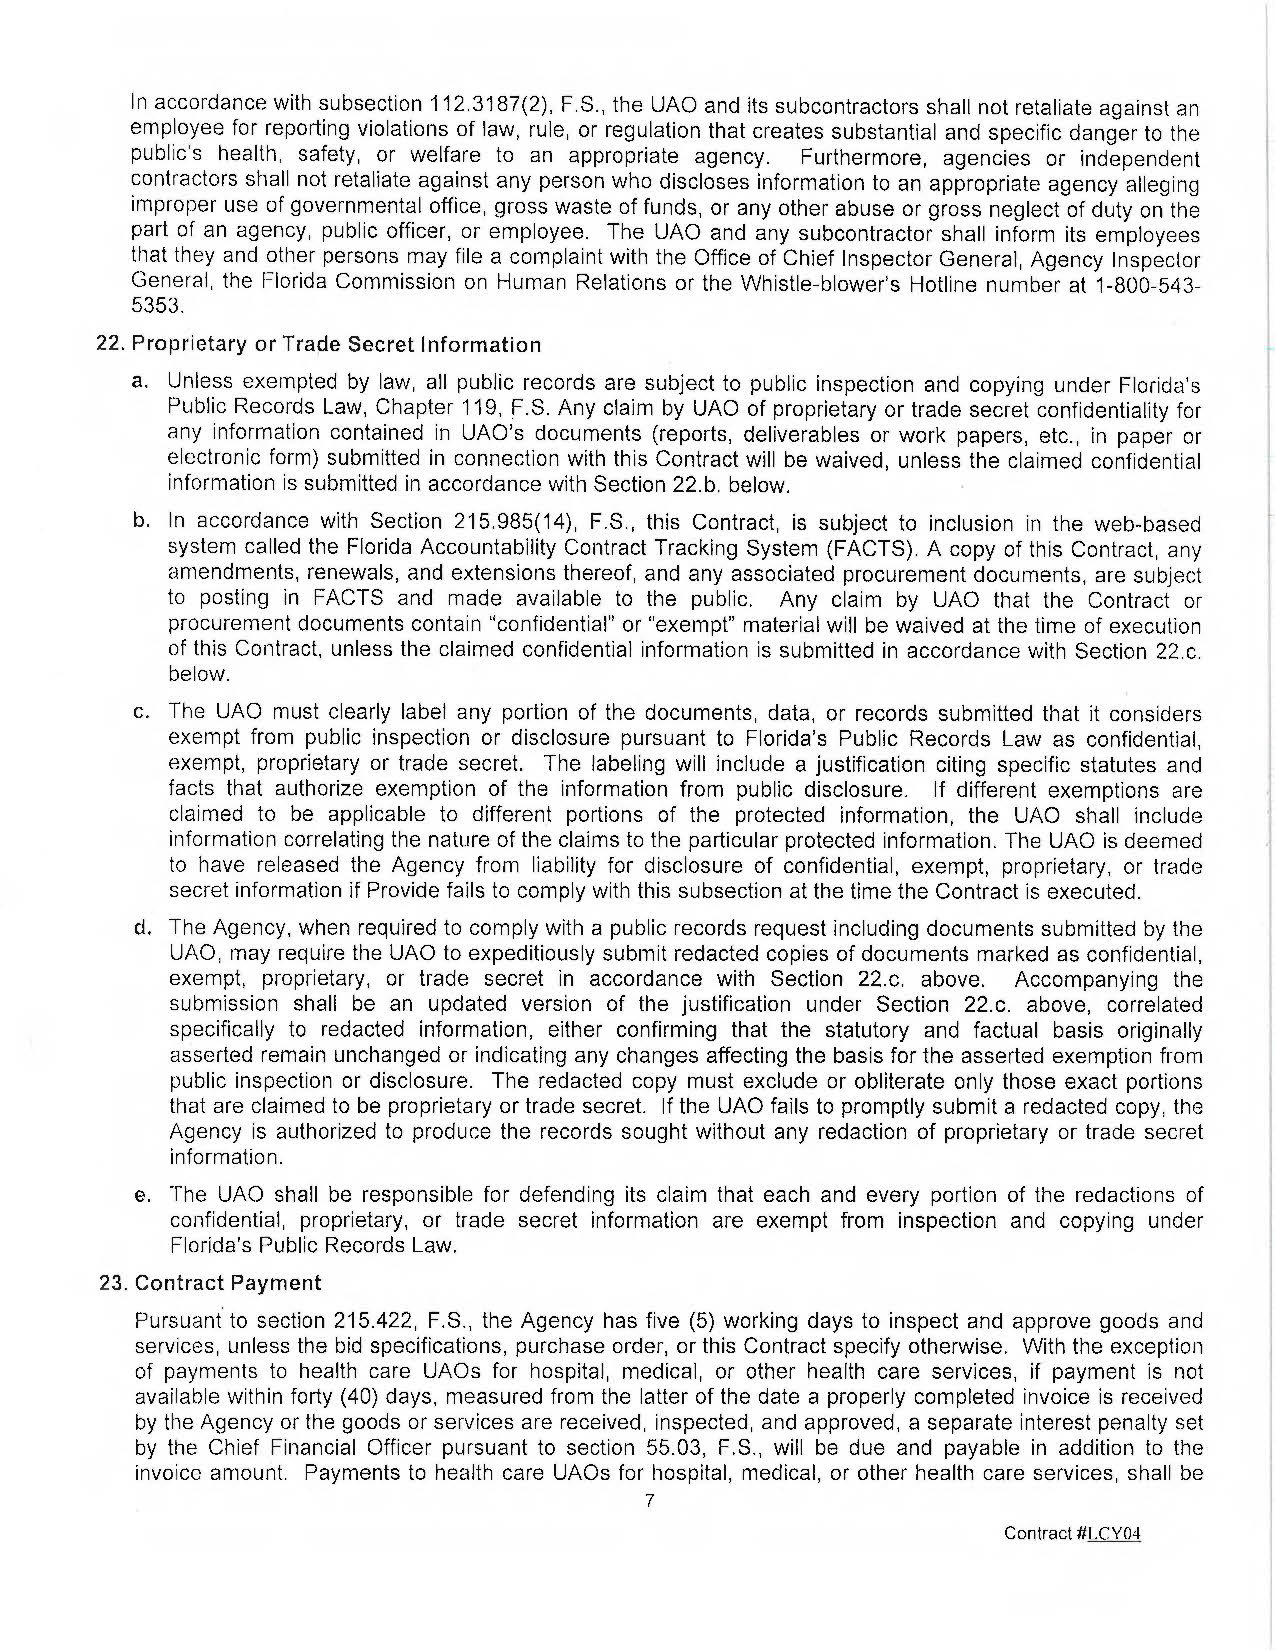 In accordance with subsection 112.3187(2), F.S., the UAO and its subcontractors shall not retaliate against an
employee for reporting violations of law, rule, or regulation that creates substantial and specific danger to the
public's health, safety, or welfare to an appropriate agency. Furthermore, agencies or independent
contractors shall not retaliate against any person who discloses information to an appropriate agency alleging
improper use of governmental office, gross waste of funds, or any other abuse or gross neglect of duty on the
part of an agency, public officer, or employee. The UAO and any subcontractor shall inform its employees
that they and other persons may file a complaint with the Office of Chief Inspector General, Agency Inspector
General, the Florida Commission on Human Relations or the Whistle-blower's Hotline number at 1-800-543-
5353.
22. Proprietary or Trade Secret Information
a. Unless exempted by law, all public records are subject to public inspection and copying under Florida's
Public Records Law, Chapter 119, F.S. Any claim by UAO of proprietary or trade secret confidentiality for
any information contained in UAO's documents (reports, deliverables or work papers, etc., in paper or
electronic form) submitted in connection with this Contract will be waived, unless the claimed confidential
information is submitted in accordance with Section 22.b. below.
b. In accordance with Section 215.985(14), F.S., this Contract, is subject to inclusion in the web-based
system called the Florida Accountability Contract Tracking System (FACTS). A copy of this Contract, any
amendments, renewals, and extensions thereof, and any associated procurement documents, are subject
to posting in FACTS and made available to the public. Any claim by UAO that the Contract or
procurement documents contain "confidential" or "exempt" material will be waived at the time of execution
of this Contract, unless the claimed confidential information is submitted in accordance with Section 22.c.
below.
c. The UAO must clearly label any portion of the documents, data, or records submitted that it considers
exempt from public inspection or disclosure pursuant to Florida's Public Records Law as confidential,
exempt, proprietary or trade secret. The labeling will include a justification citing specific statutes and
facts that authorize exemption of the information from public disclosure. If different exemptions are
claimed to be applicable to different portions of the protected information, the UAO shall include
information correlating the nature of the claims to the particular protected information. The UAO is deemed
to have released the Agency from liability for disclosure of confidential, exempt, proprietary, or trade
secret information if Provide fails to comply with this subsection at the time the Contract is executed.
d. The Agency, when required to comply with a public records request including documents submitted by the
UAO, may require the UAO to expeditiously submit redacted copies of documents marked as confidential,
exempt, proprietary, or trade secret in accordance with Section 22.c. above. Accompanying the
submission shall be an updated version of the justification under Section 22.c. above, correlated
specifically to redacted information, either confirming that the statutory and factual basis originally
asserted remain unchanged or indicating any changes affecting the basis for the asserted exemption from
public inspection or disclosure. The redacted copy must exclude or obliterate only those exact portions
that are claimed to be proprietary or trade secret. If the UAO fails to promptly submit a redacted copy, the
Agency is authorized to produce the records sought without any redaction of proprietary or trade secret
information.
e. The UAO shall be responsible for defending its claim that each and every portion of the redactions of
confidential, proprietary, or trade secret information are exempt from inspection and copying under
Florida's Public Records Law.
23. Contract Payment
Pursuant to section 215.422, F.S., the Agency has five (5) working days to inspect and approve goods and
services, unless the bid specifications, purchase order, or this Contract specify otherwise. With the exception
of payments to health care UAOs for hospital, medical, or other health care services, if payment is not
available within forty (40) days, measured from the latter of the date a properly completed invoice is received
by the Agency or the goods or services are received, inspected, and approved, a separate interest penalty set
by the Chief Financial Officer pursuant to section 55.03, F.S., will be due and payable in addition to the
invoice amount. Payments to health care UAOs for hospital, medical, or other health care services, shall be
7
Contract #LCY04